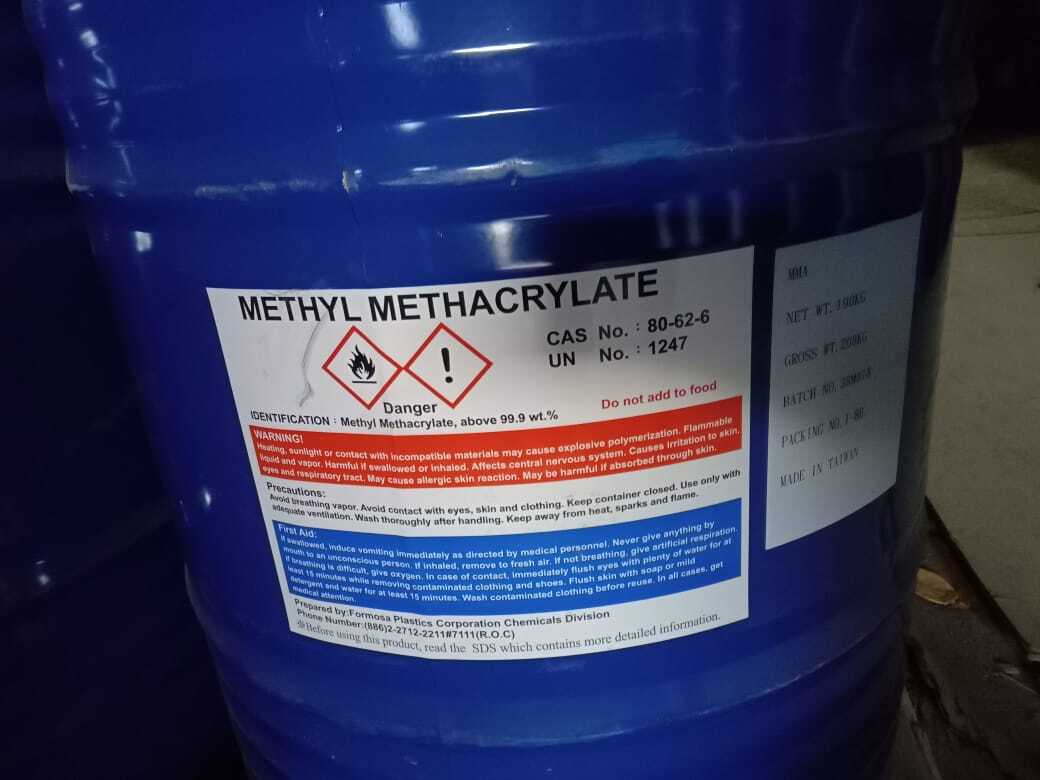 METHYL METHACRYLATE
CAS No. : 80-62-6
UN No. : 1247
Danger
Do not add to food
IDENTIFICATION : Methyl Methacrylate, above 99.9 wt.%
WARNING!
Heating, sunlight or contact with incompatible materials may cause explosive polymerization. Flammable
liquid and vapor. Harmful if swallowed or inhaled. Affects central nervous system. Causes irritation to skin,
eyes and respiratory tract. May cause allergic skin reaction. May be harmful if absorbed through skin.
Precautions:
Avoid breathing vapor. Avoid contact with eyes, skin and clothing. Keep container closed. Use only with
adequate ventilation. Wash thoroughly after handling. Keep away from heat, sparks and flame.
First Aid:
If swallowed, induce vomiting immediately as directed by medical personnel. Never give anything by
mouth to an unconscious person. If inhaled, remove to fresh air. If not breathing, give artificial respiration.
If breathing is difficult, give oxygen. In case of contact, immediately flush eyes with plenty of water for at
least 15 minutes while removing contaminated clothing and shoes. Flush skin with soap or mild
detergent and water for at least 15 minutes. Wash contaminated clothing before reuse. In all cases, get
medical attention.
Prepared by:Formosa Plastics Corporation Chemicals Division
Phone Number:(886)2-2712-2211#7111(R.O.C)
※Before using this product, read the SDS which contains more detailed information.
MMA
NET WT. 190KG
GROSS WT. 208KG
BATCH NO.
PACKING NO. 1-80
MADE IN TAIWAN